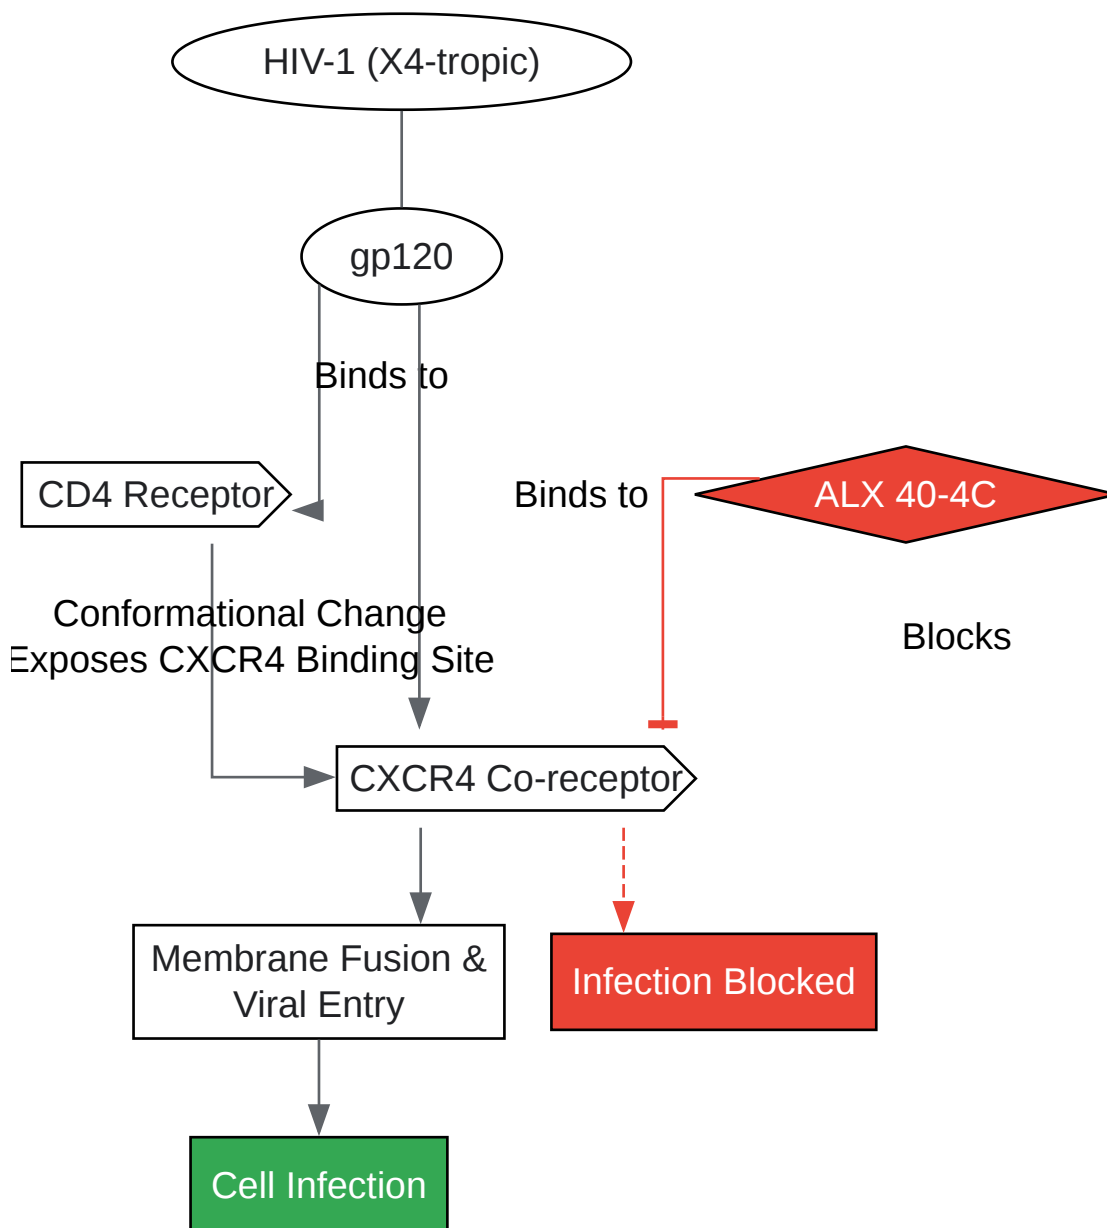 HIV-1 (X4-tropic)
gp120
Binds to
CD4 Receptor
Binds to
ALX 40-4C
Conformational Change
Exposes CXCR4 Binding Site
Blocks
CXCR4 Co-receptor
Membrane Fusion &
Viral Entry
Infection Blocked
Cell Infection